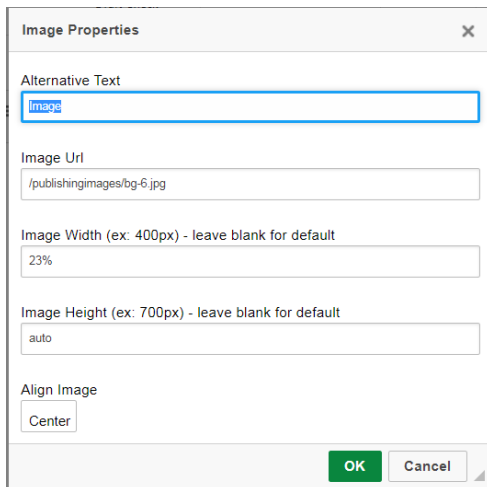 Image Properties
Alternative Text
Image
Image Url
/publishingimages/bg-6.jpg
Image Width (ex: 400px) - leave blank for default
23%
Image Height (ex: 700px) - leave blank for default
auto
Align Image
Center
OK Cancel